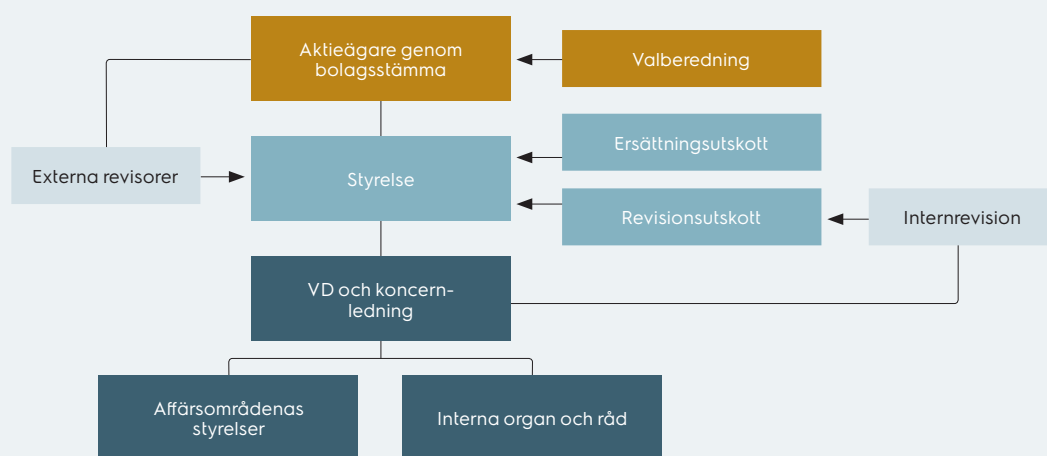 Aktieägare genom
bolagsstämma
Valberedning
Ersättningsutskott
Externa revisorer
Styrelse
Revisionsutskott
Internrevision
VD och koncern-
ledning
Affärsområdenas
styrelser
Interna organ och råd